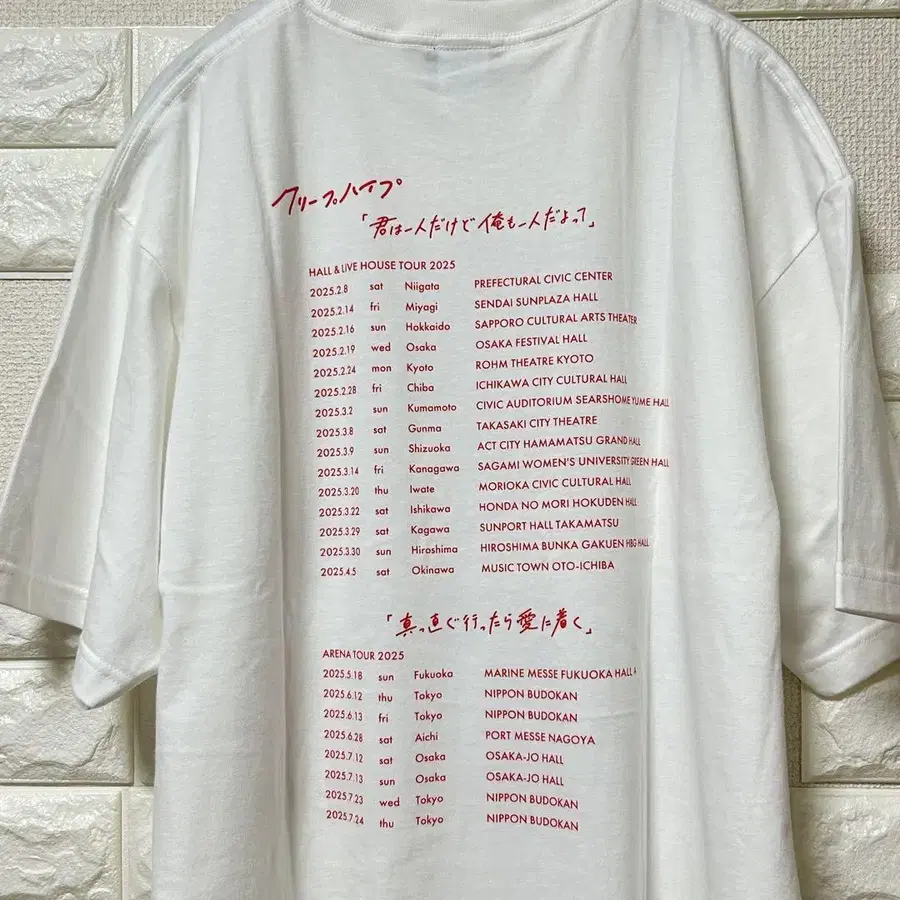 クリープハイプ
「君は一人だけど俺も一人だよって」
HALL & LIVE HOUSE TOUR 2025
2025.2.8 sat Niigata PREFECTURAL CIVIC CENTER
2025.2.14 fri Miyagi SENDAI SUNPLAZA HALL
2025.2.16 sun Hokkaido SAPPORO CULTURAL ARTS THEATER
2025.2.19 wed Osaka OSAKA FESTIVAL HALL
2025.2.24 mon Kyoto ROHM THEATRE KYOTO
2025.2.28 fri Chiba ICHIKAWA CITY CULTURAL HALL
2025.3.2 sun Kumamoto CIVIC AUDITORIUM SEARSHOME YUME HALL
2025.3.8 sat Gunma TAKASAKI CITY THEATRE
2025.3.9 sun Shizuoka ACT CITY HAMAMATSU GRAND HALL
2025.3.14 fri Kanagawa SAGAMI WOMEN'S UNIVERSITY GREEN HALL
2025.3.20 thu Iwate MORIOKA CIVIC CULTURAL HALL
2025.3.22 sat Ishikawa HONDA NO MORI HOKUDEN HALL
2025.3.29 sat Kagawa SUNPORT HALL TAKAMATSU
2025.3.30 sun Hiroshima HIROSHIMA BUNKA GAKUEN HBG HALL
2025.4.5 sat Okinawa MUSIC TOWN OTO-ICHIBA
「真っ直ぐ行ったら愛に着く」
ARENA TOUR 2025
2025.5.18 sun Fukuoka MARINE MESSE FUKUOKA HALL A
2025.6.12 thu Tokyo NIPPON BUDOKAN
2025.6.13 fri Tokyo NIPPON BUDOKAN
2025.6.28 sat Aichi PORT MESSE NAGOYA
2025.7.12 sat Osaka OSAKA-JO HALL
2025.7.13 sun Osaka OSAKA-JO HALL
2025.7.23 wed Tokyo NIPPON BUDOKAN
2025.7.24 thu Tokyo NIPPON BUDOKAN